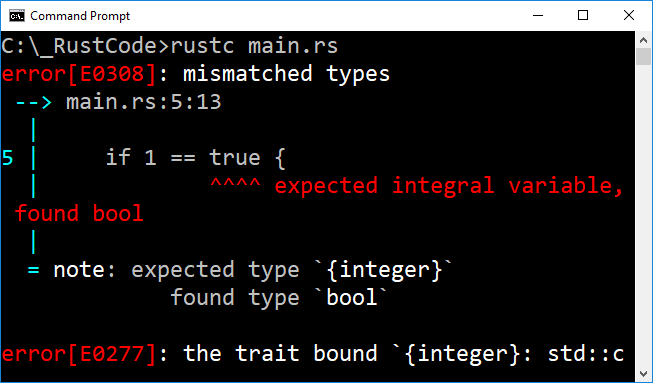 Command Prompt
C:\_RustCode>rustc main.rs
error[E0308]: mismatched types
 --> main.rs:5:13
  |
5 |     if 1 == true {
  |             ^^^^ expected integral variable,
 found bool
  |
  = note: expected type `{integer}`
             found type `bool`
error[E0277]: the trait bound `{integer}: std::c